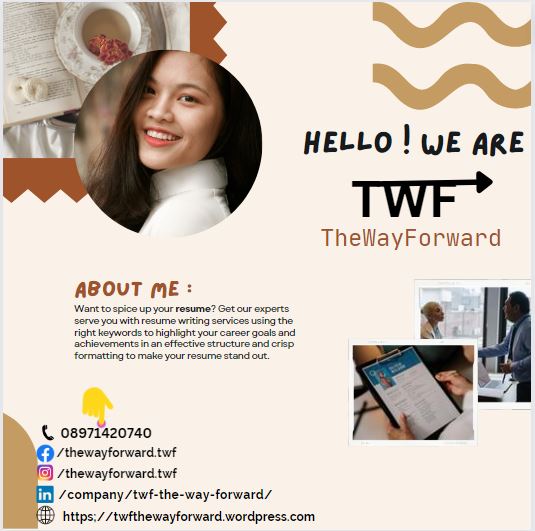 HELLO! WE ARE
TWF
TheWayForward
ABOUT ME :
Want to spice up your resume? Get our experts
serve you with resume writing services using the
right keywords to highlight your career goals and
achievements in an effective structure and crisp
formatting to make your resume stand out.
08971420740
/thewayforward.twf
/thewayforward.twf
/company/twf-the-way-forward/
https;//twfthewayforward.wordpress.com